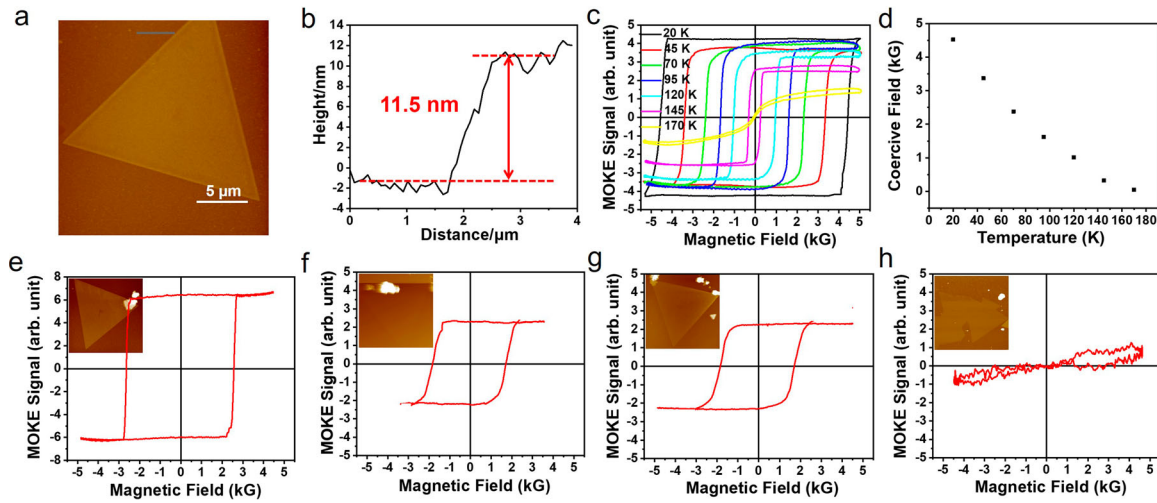 a
5 µm
b
Height/nm
14
12
10
8
6
4
2
0
-2
-4
11.5 nm
0 1 2 3 4
Distance/µm
c
MOKE Signal (arb. unit)
5
4
3
2
1
0
-1
-2
-3
-4
-5
20 K
45 K
70 K
95 K
120 K
145 K
170 K
-5 -4 -3 -2 -1 0 1 2 3 4 5
Magnetic Field (kG)
d
Coercive Field (kG)
5
4
3
2
1
0
0 20 40 60 80 100 120 140 160 180
Temperature (K)
e
MOKE Signal (arb. unit)
8
6
4
2
0
-2
-4
-6
-8
-5 -4 -3 -2 -1 0 1 2 3 4 5
Magnetic Field (kG)
f
MOKE Signal (arb. unit)
5
4
3
2
1
0
-1
-2
-3
-4
-5
-5 -4 -3 -2 -1 0 1 2 3 4 5
Magnetic Field (kG)
g
MOKE Signal (arb. unit)
5
4
3
2
1
0
-1
-2
-3
-4
-5
-5 -4 -3 -2 -1 0 1 2 3 4 5
Magnetic Field (kG)
h
MOKE Signal (arb. unit)
5
4
3
2
1
0
-1
-2
-3
-4
-5
-5 -4 -3 -2 -1 0 1 2 3 4 5
Magnetic Field (kG)